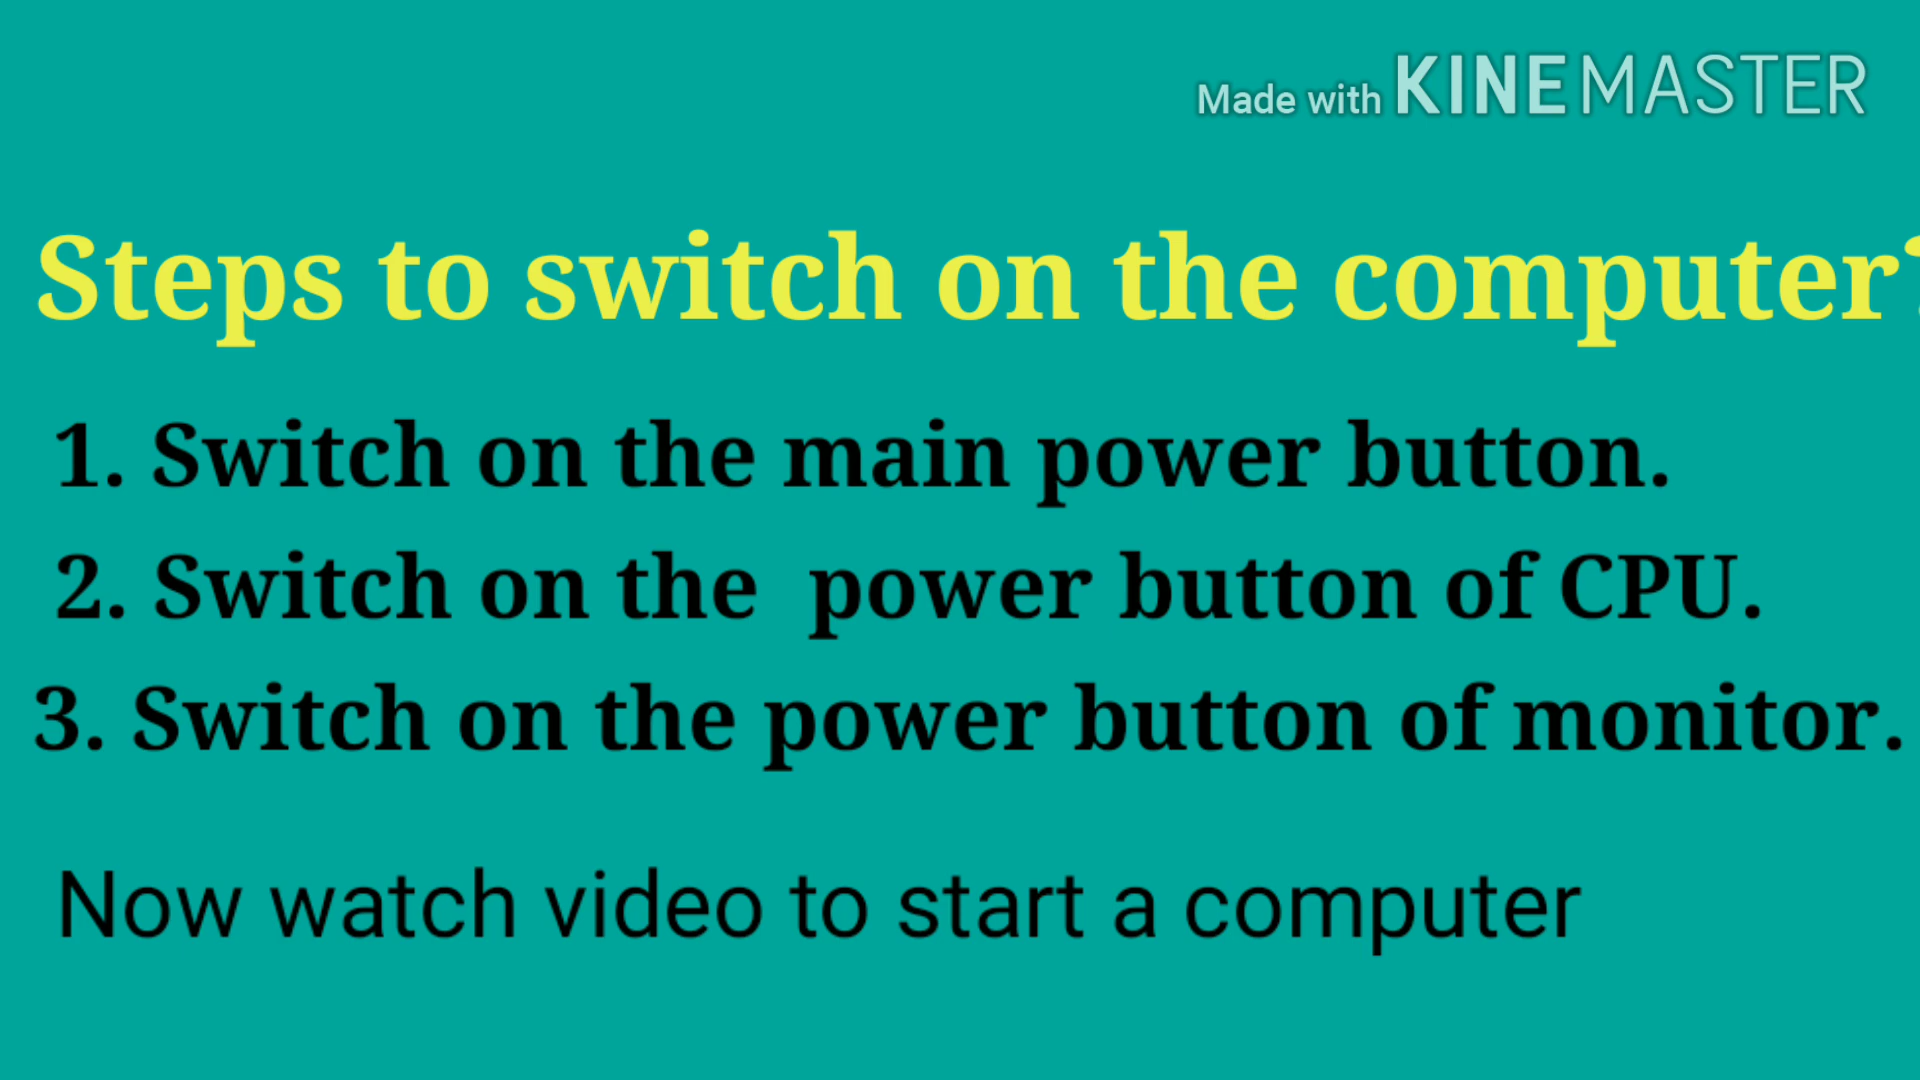 Made with KINEMASTER
Steps to switch on the computer?
1. Switch on the main power button.
2. Switch on the  power button of CPU.
3. Switch on the power button of monitor.
Now watch video to start a computer